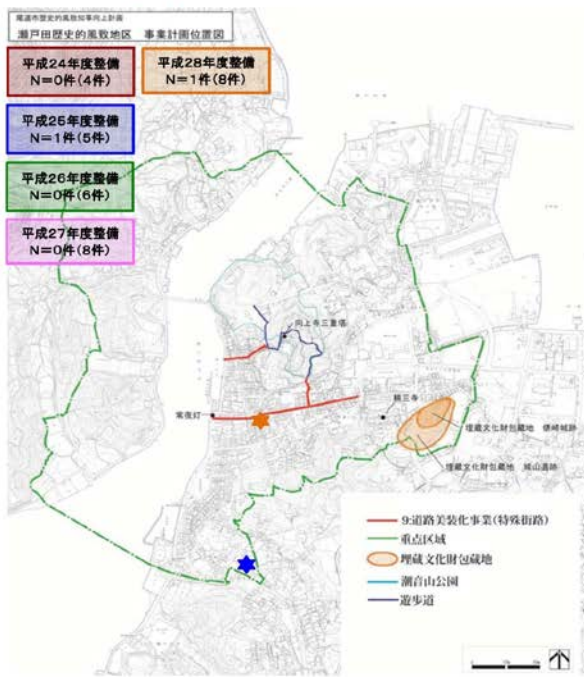 尾道市歴史的風致維持向上計画
瀬戸田歴史的風致地区 事業計画位置図
平成24年度整備
N=0件(4件)
平成28年度整備
N=1件(8件)
平成25年度整備
N=1件(5件)
平成26年度整備
N=0件(6件)
平成27年度整備
N=0件(8件)
向上寺三重塔
常夜灯
耕三寺
埋蔵文化財包蔵地 俵崎城跡
埋蔵文化財包蔵地 城山遺跡
9:道路美装化事業(特殊街路)
重点区域
埋蔵文化財包蔵地
潮音山公園
遊歩道